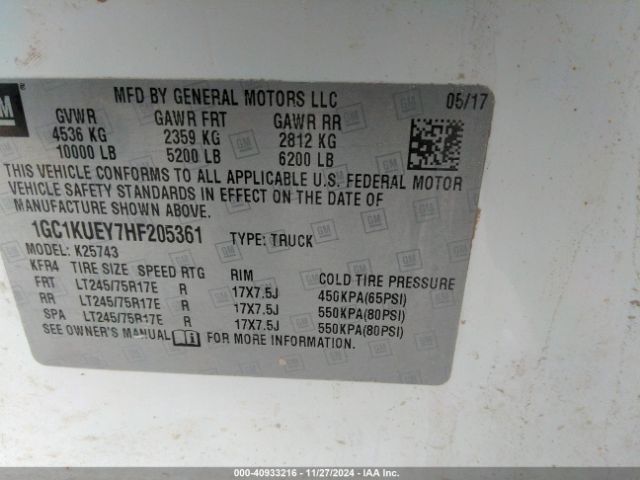 GM ®
MFD BY GENERAL MOTORS LLC 05/17
GVWR GAWR FRT GAWR RR
4536 KG 2359 KG 2812 KG
10000 LB 5200 LB 6200 LB
THIS VEHICLE CONFORMS TO ALL APPLICABLE U.S. FEDERAL MOTOR
VEHICLE SAFETY STANDARDS IN EFFECT ON THE DATE OF
MANUFACTURE SHOWN ABOVE.
1GC1KUEY7HF205361 TYPE: TRUCK
MODEL: K25743
KFR4 TIRE SIZE SPEED RTG RIM COLD TIRE PRESSURE
FRT LT245/75R17E R 17X7.5J 450KPA(65PSI)
RR LT245/75R17E R 17X7.5J 550KPA(80PSI)
SPA LT245/75R17E R 17X7.5J 550KPA(80PSI)
SEE OWNER'S MANUAL FOR MORE INFORMATION.
000-40933216 - 11/27/2024 - IAA Inc.